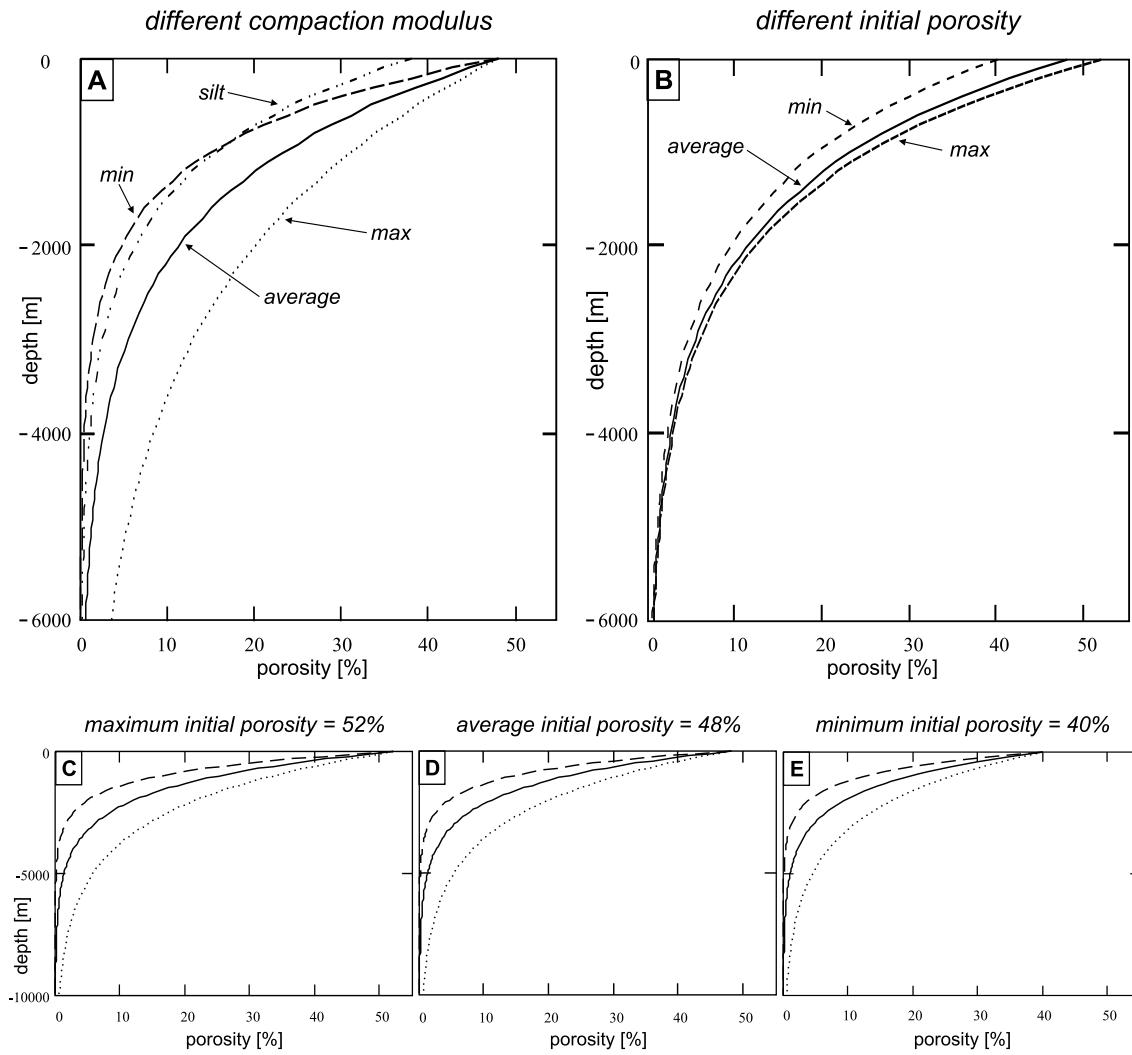 different compaction modulus
different initial porosity
A
0
silt
min
max
average
-2000
-4000
-6000
depth [m]
0 10 20 30 40 50
porosity [%]
B
0
min
average
max
-2000
-4000
-6000
depth [m]
0 10 20 30 40 50
porosity [%]
maximum initial porosity = 52%
average initial porosity = 48%
minimum initial porosity = 40%
C
0
-5000
-10000
depth [m]
0 10 20 30 40 50
porosity [%]
D
0 10 20 30 40 50
porosity [%]
E
0 10 20 30 40 50
porosity [%]